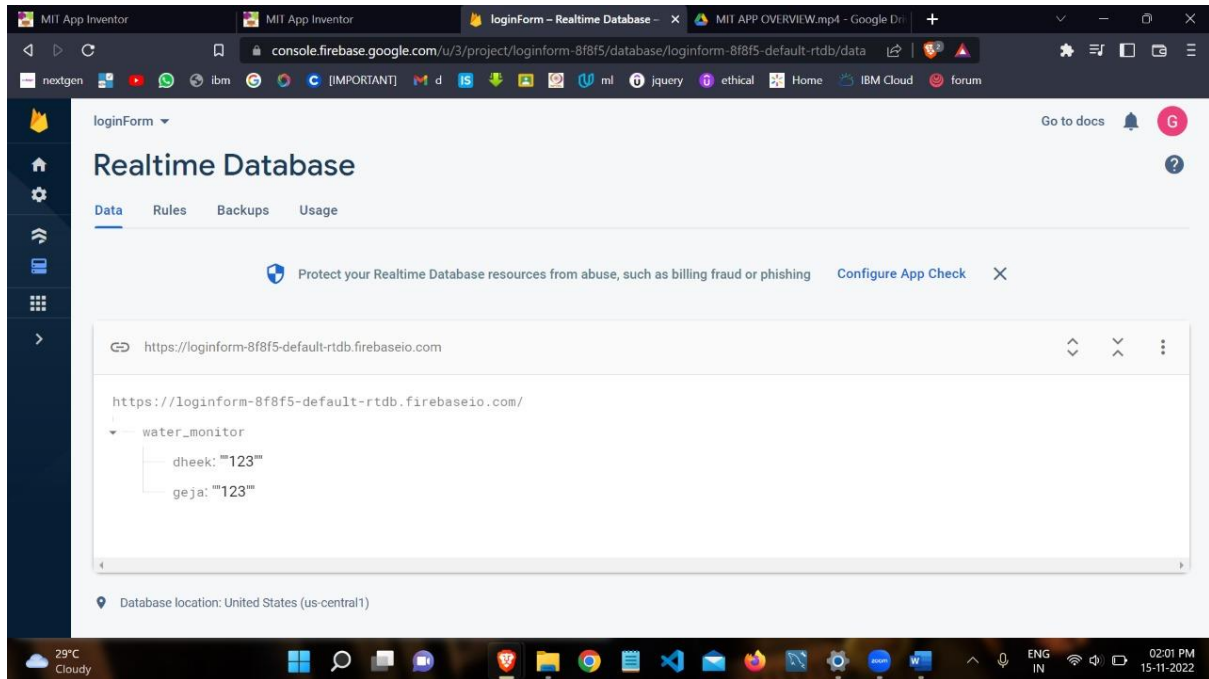 MIT App Inventor MIT App Inventor loginForm – Realtime Database – MIT APP OVERVIEW.mp4 - Google Dri
console.firebase.google.com/u/3/project/loginform-8f8f5/database/loginform-8f8f5-default-rtdb/data 2
nextgen ibm G C [IMPORTANT] M d IS ml jquery ethical Home IBM Cloud forum
loginForm Go to docs G
Realtime Database
Data Rules Backups Usage
Protect your Realtime Database resources from abuse, such as billing fraud or phishing Configure App Check
https://loginform-8f8f5-default-rtdb.firebaseio.com
https://loginform-8f8f5-default-rtdb.firebaseio.com/
water_monitor
dheek: ""123""
geja: ""123""
Database location: United States (us-central1)
29°C ENG 02:01 PM
Cloudy zoom IN 15-11-2022